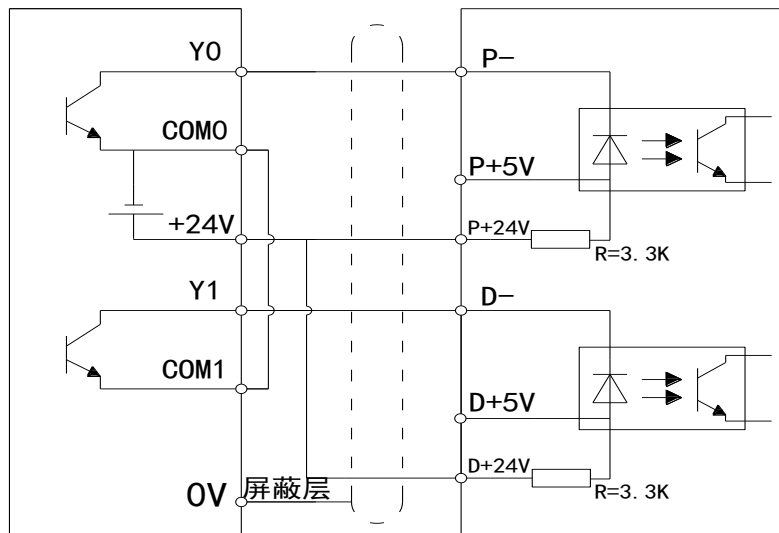 Y0
P-
COM0
P+5V
+24V
P+24V
R=3.3K
Y1
D-
COM1
D+5V
D+24V
0V
屏蔽层
R=3.3K